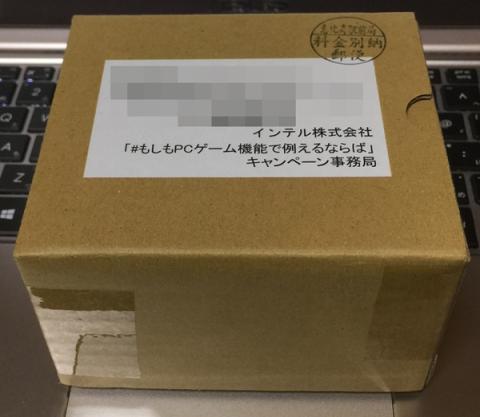 料金別納
郵便
インテル株式会社
「#もしもPCゲーム機能で例えるならば」
キャンペーン事務局